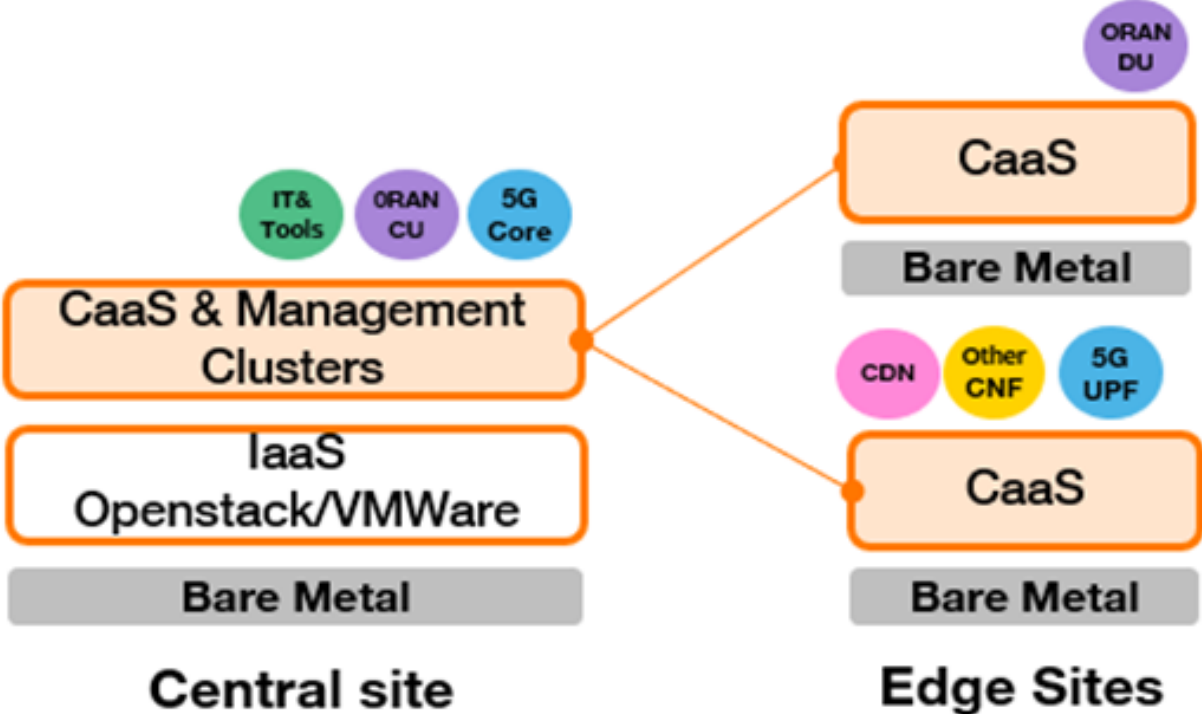 IT&
Tools
0RAN
CU
5G
Core
CaaS & Management
Clusters
IaaS
Openstack/VMWare
Bare Metal
Central site
ORAN
DU
CaaS
Bare Metal
CDN
Other
CNF
5G
UPF
CaaS
Bare Metal
Edge Sites